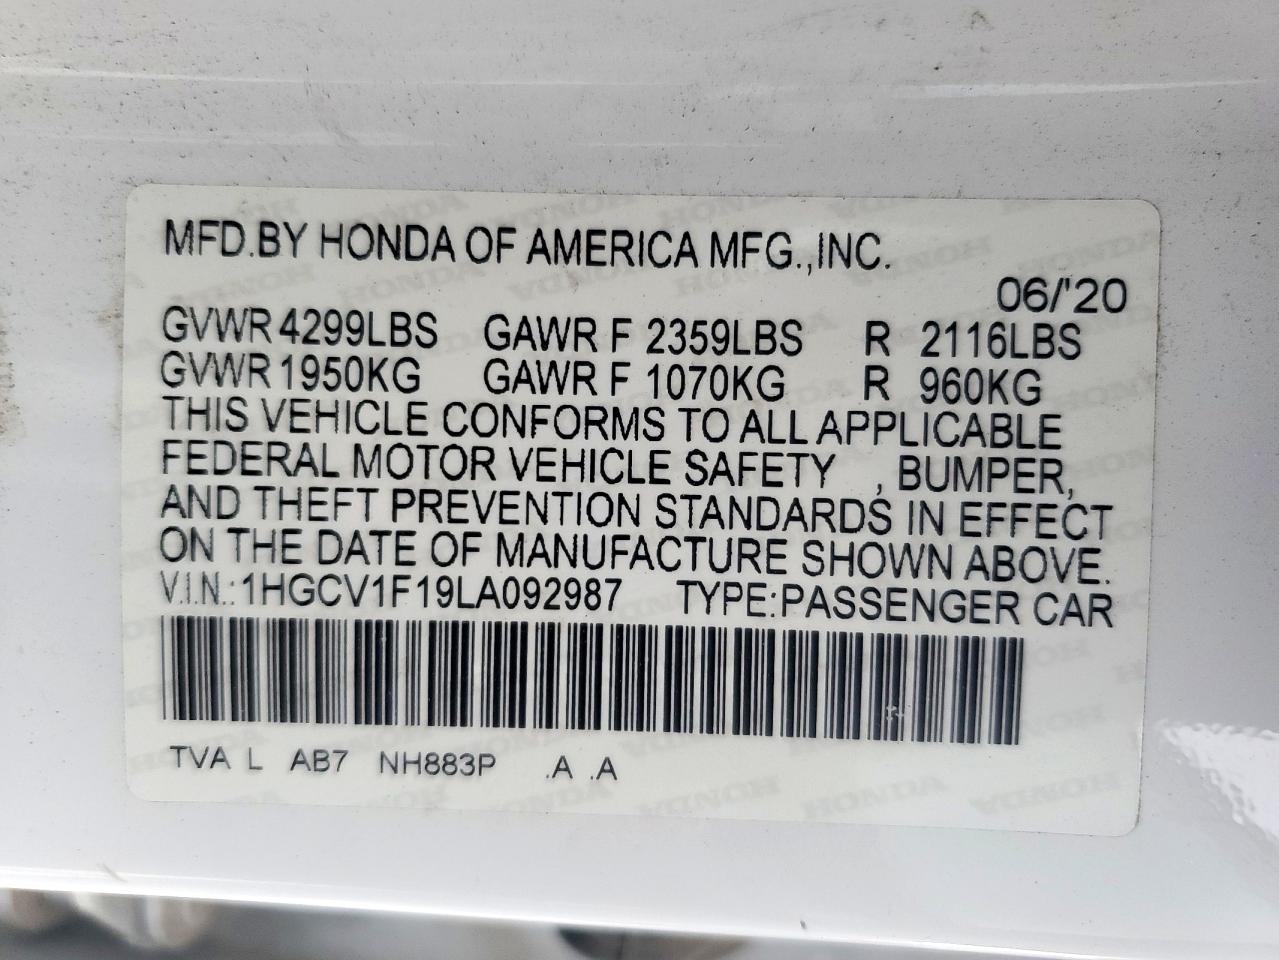 MFD.BY HONDA OF AMERICA MFG.,INC.
06/'20
GVWR 4299LBS GAWR F 2359LBS R 2116LBS
GVWR 1950KG GAWR F 1070KG R 960KG
THIS VEHICLE CONFORMS TO ALL APPLICABLE
FEDERAL MOTOR VEHICLE SAFETY , BUMPER,
AND THEFT PREVENTION STANDARDS IN EFFECT
ON THE DATE OF MANUFACTURE SHOWN ABOVE.
V.I.N.: 1HGCV1F19LA092987 TYPE:PASSENGER CAR
TVA L AB7 NH883P .A .A